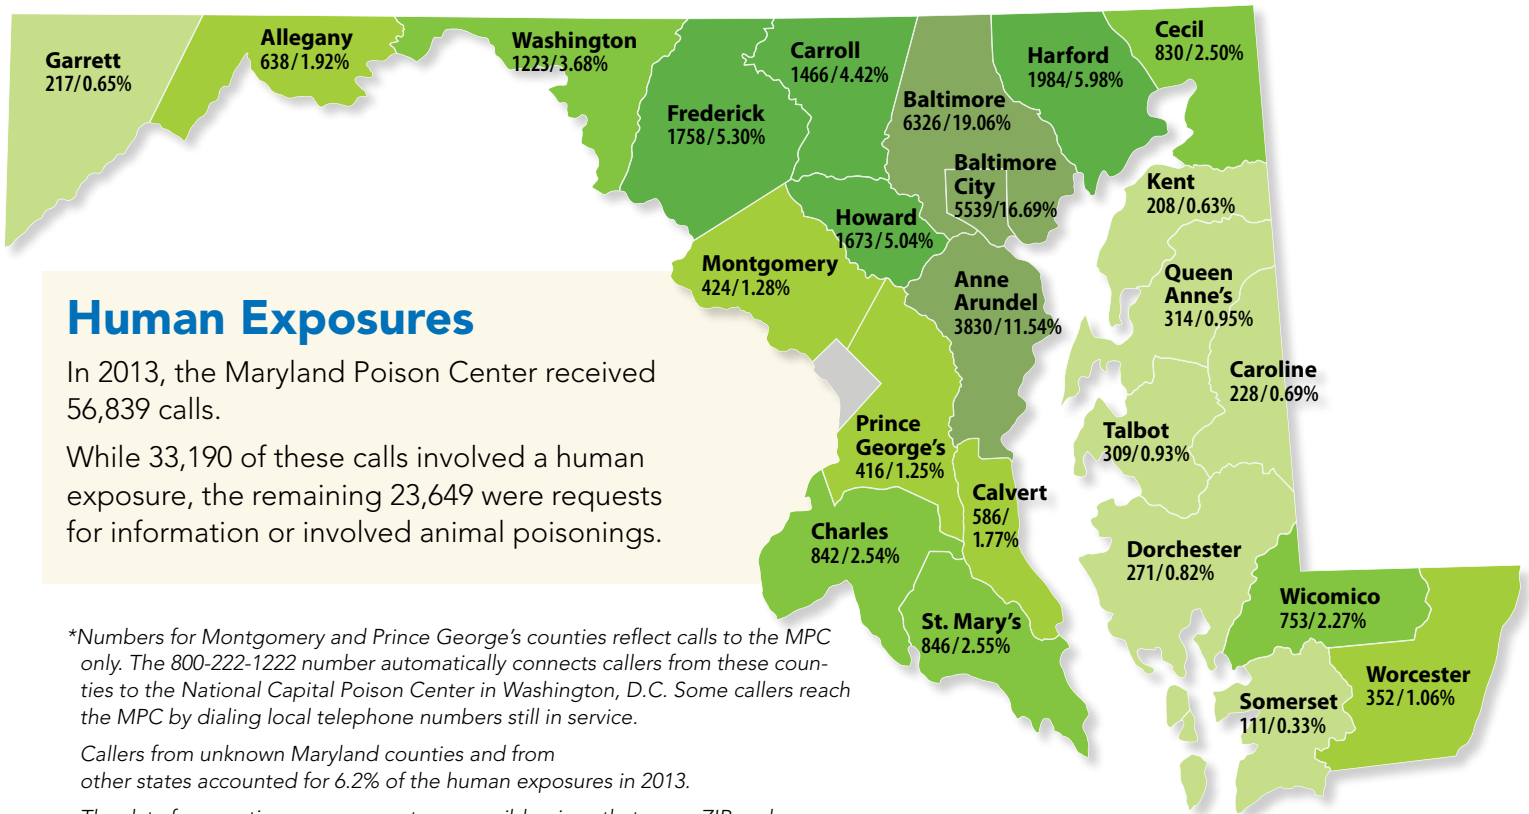 Garrett
217/0.65%
Allegany
638/1.92%
Washington
1223/3.68%
Frederick
1758/5.30%
Carroll
1466/4.42%
Baltimore
6326/19.06%
Baltimore
City
5539/16.69%
Harford
1984/5.98%
Cecil
830/2.50%
Kent
208/0.63%
Howard
1673/5.04%
Montgomery
424/1.28%
Anne
Arundel
3830/11.54%
Queen
Anne’s
314/0.95%
Caroline
228/0.69%
Talbot
309/0.93%
Prince
George’s
416/1.25%
Calvert
586/
1.77%
Charles
842/2.54%
St. Mary’s
846/2.55%
Dorchester
271/0.82%
Wicomico
753/2.27%
Worcester
352/1.06%
Somerset
111/0.33%
Human Exposures
In 2013, the Maryland Poison Center received
56,839 calls.
While 33,190 of these calls involved a human
exposure, the remaining 23,649 were requests
for information or involved animal poisonings.
*Numbers for Montgomery and Prince George’s counties reflect calls to the MPC
only. The 800-222-1222 number automatically connects callers from these coun-
ties to the National Capital Poison Center in Washington, D.C. Some callers reach
the MPC by dialing local telephone numbers still in service.
Callers from unknown Maryland counties and from
other states accounted for 6.2% of the human exposures in 2013.